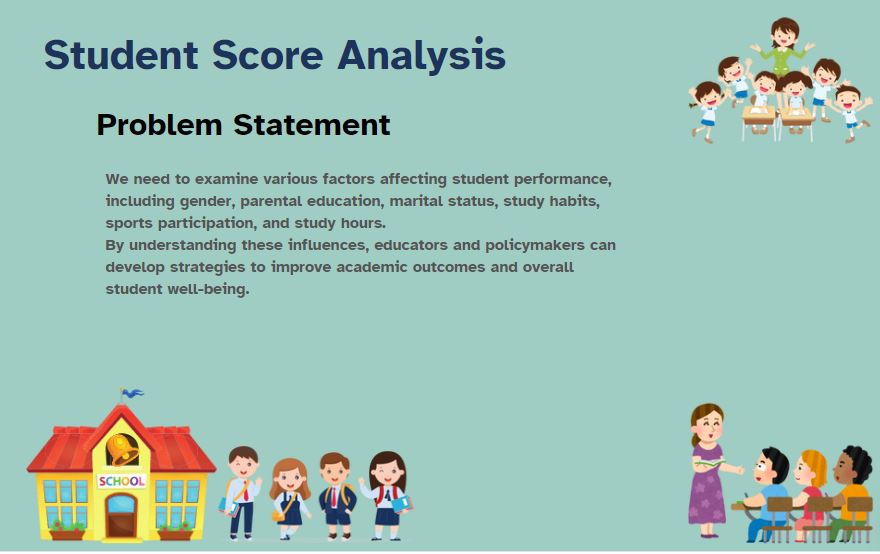 Student Score Analysis
Problem Statement
We need to examine various factors affecting student performance,
including gender, parental education, marital status, study habits,
sports participation, and study hours.
By understanding these influences, educators and policymakers can
develop strategies to improve academic outcomes and overall
student well-being.
SCHOOL